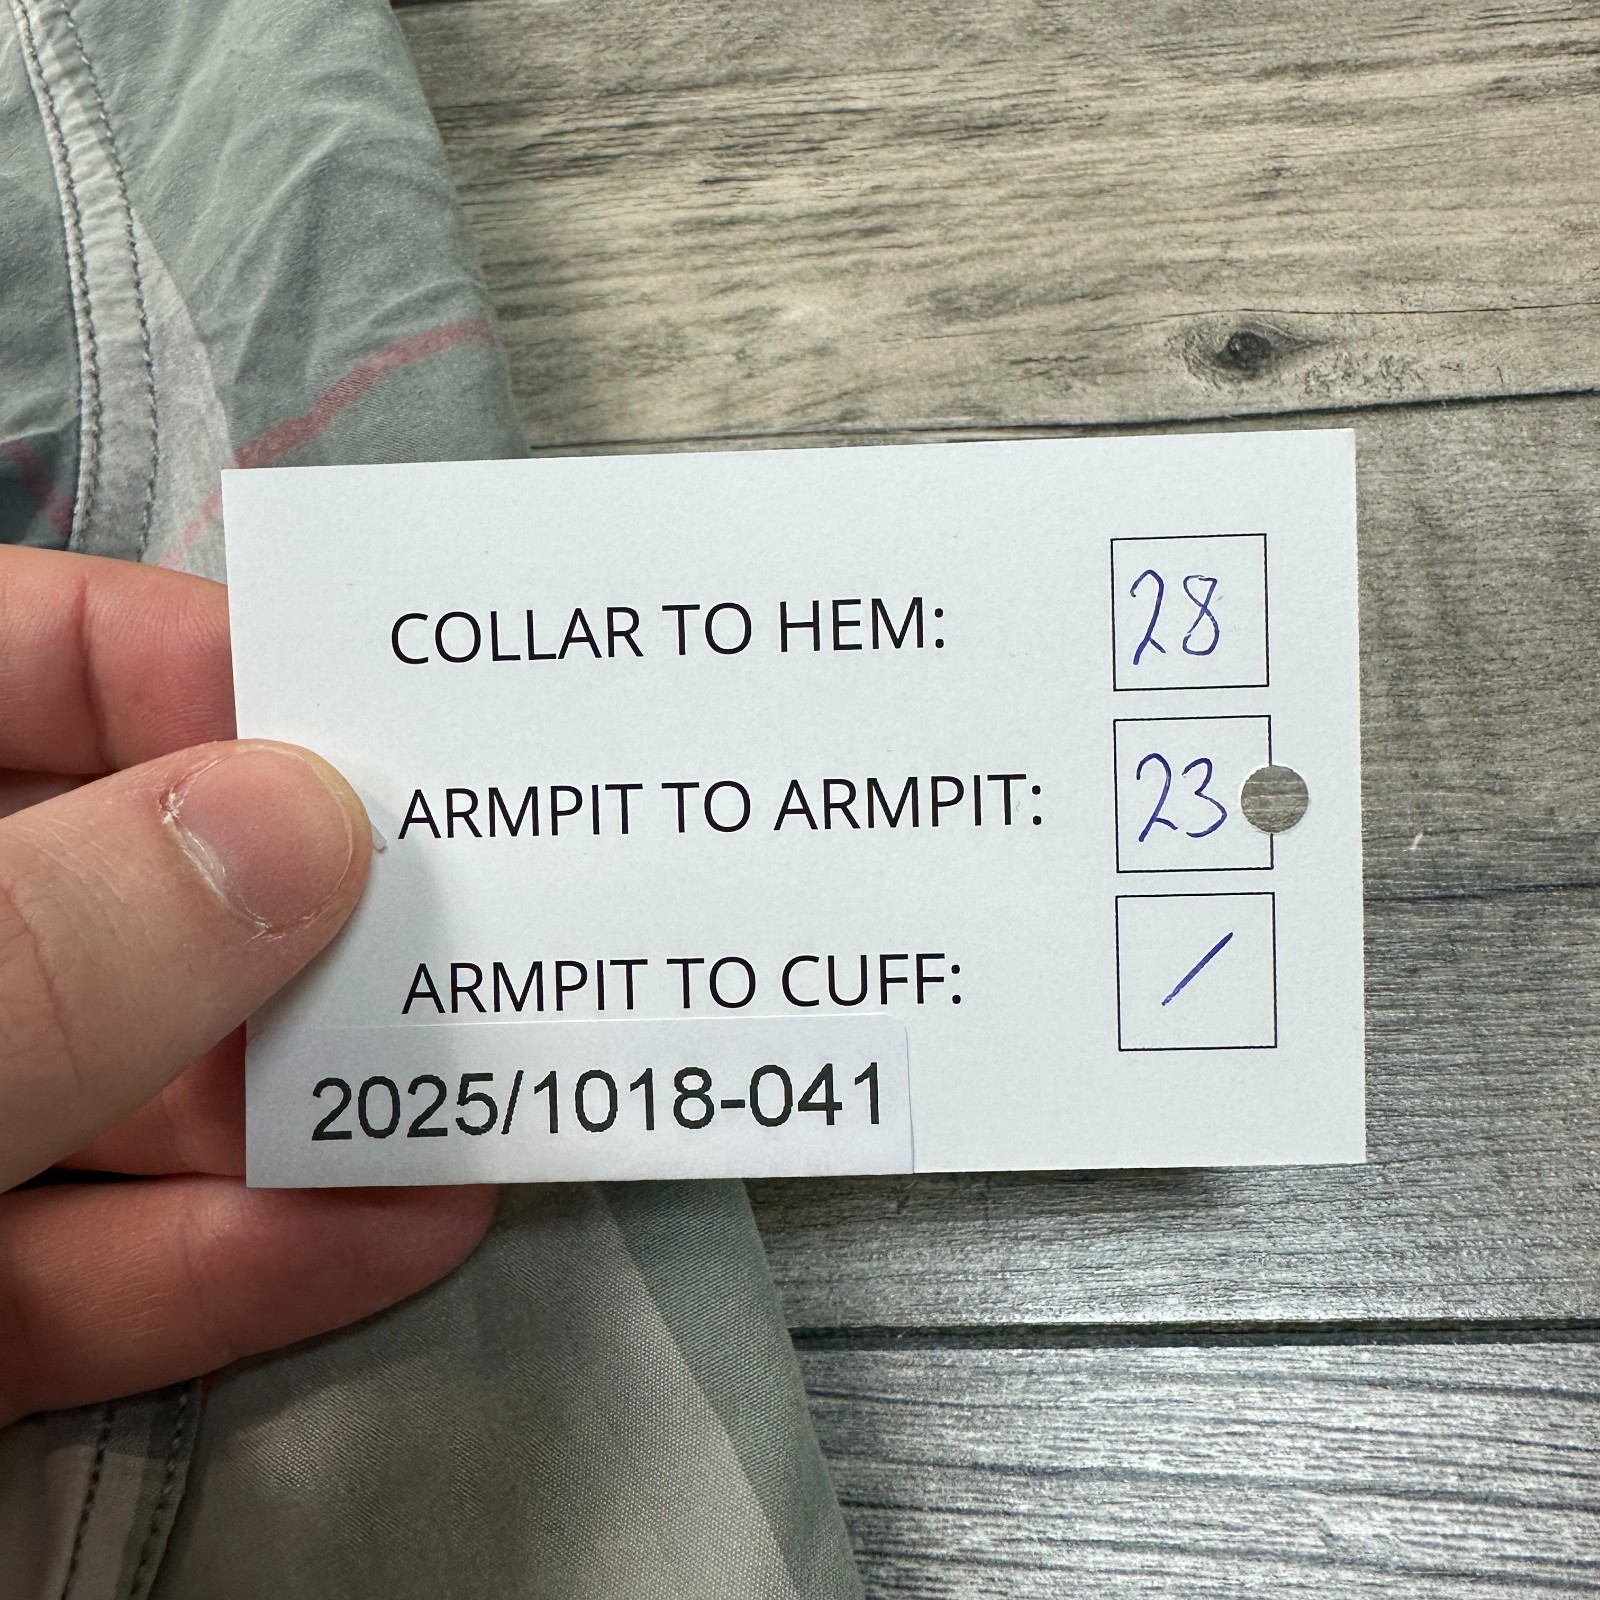 COLLAR TO HEM: 28
ARMPIT TO ARMPIT: 23
ARMPIT TO CUFF: /
2025/1018-041